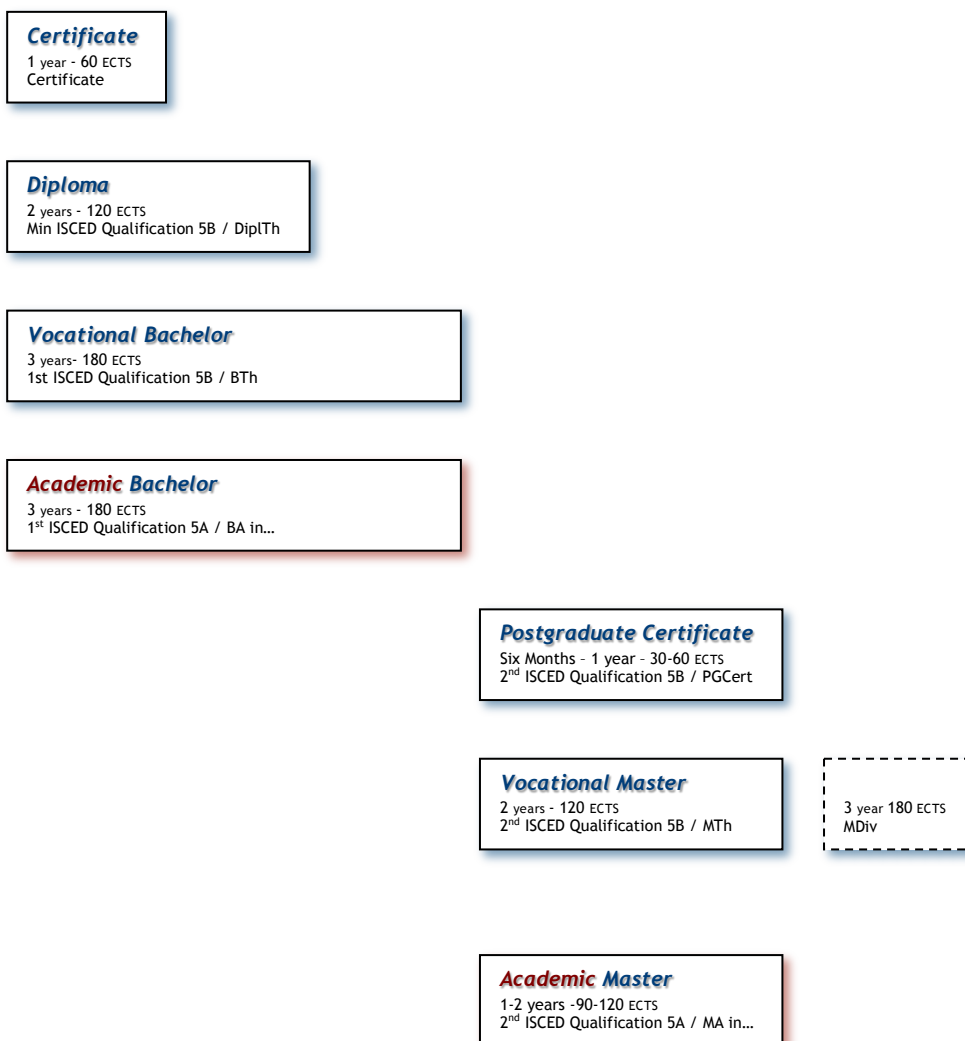 Certificate
1 year - 60 ECTS
Certificate
Diploma
2 years - 120 ECTS
Min ISCED Qualification 5B / DiplTh
Vocational Bachelor
3 years- 180 ECTS
1st ISCED Qualification 5B / BTh
Academic Bachelor
3 years - 180 ECTS
1st ISCED Qualification 5A / BA in…
Postgraduate Certificate
Six Months – 1 year – 30-60 ECTS
2nd ISCED Qualification 5B / PGCert
Vocational Master
2 years - 120 ECTS
2nd ISCED Qualification 5B / MTh
3 year 180 ECTS
MDiv
Academic Master
1-2 years -90-120 ECTS
2nd ISCED Qualification 5A / MA in…